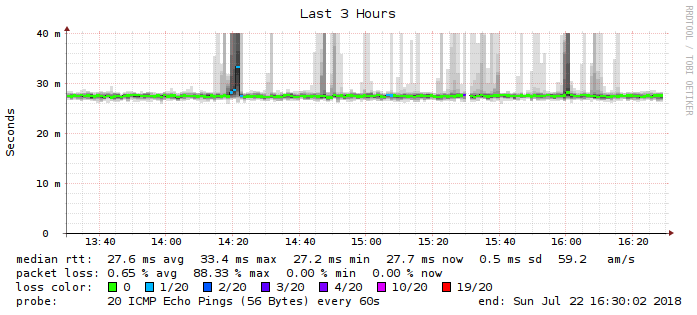 Last 3 Hours
RRDTOOL / TOBI OETIKER
Seconds
40 m
30 m
20 m
10 m
0
13:40 14:00 14:20 14:40 15:00 15:20 15:40 16:00 16:20
median rtt: 27.6 ms avg 33.4 ms max 27.2 ms min 27.7 ms now 0.5 ms sd 59.2 am/s
packet loss: 0.65 % avg 88.33 % max 0.00 % min 0.00 % now
loss color: 0 1/20 2/20 3/20 4/20 10/20 19/20
probe: 20 ICMP Echo Pings (56 Bytes) every 60s end: Sun Jul 22 16:30:02 2018